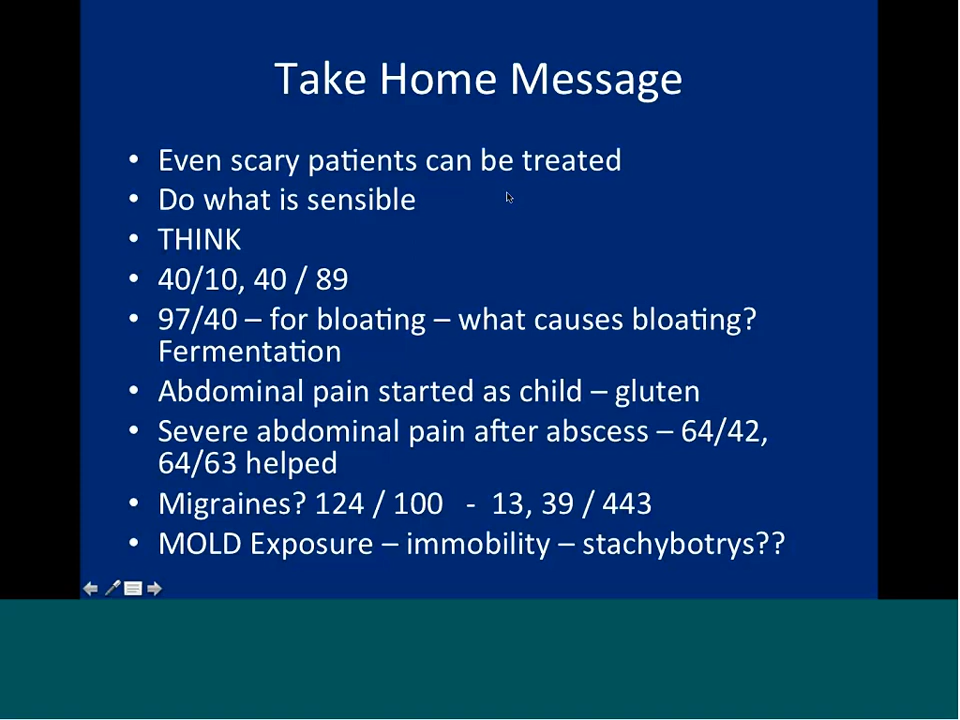 Take Home Message
• Even scary patients can be treated
• Do what is sensible
• THINK
• 40/10, 40 / 89
• 97/40 – for bloating – what causes bloating?
Fermentation
• Abdominal pain started as child – gluten
• Severe abdominal pain after abscess – 64/42,
64/63 helped
• Migraines? 124 / 100 - 13, 39 / 443
• MOLD Exposure – immobility – stachybotrys??